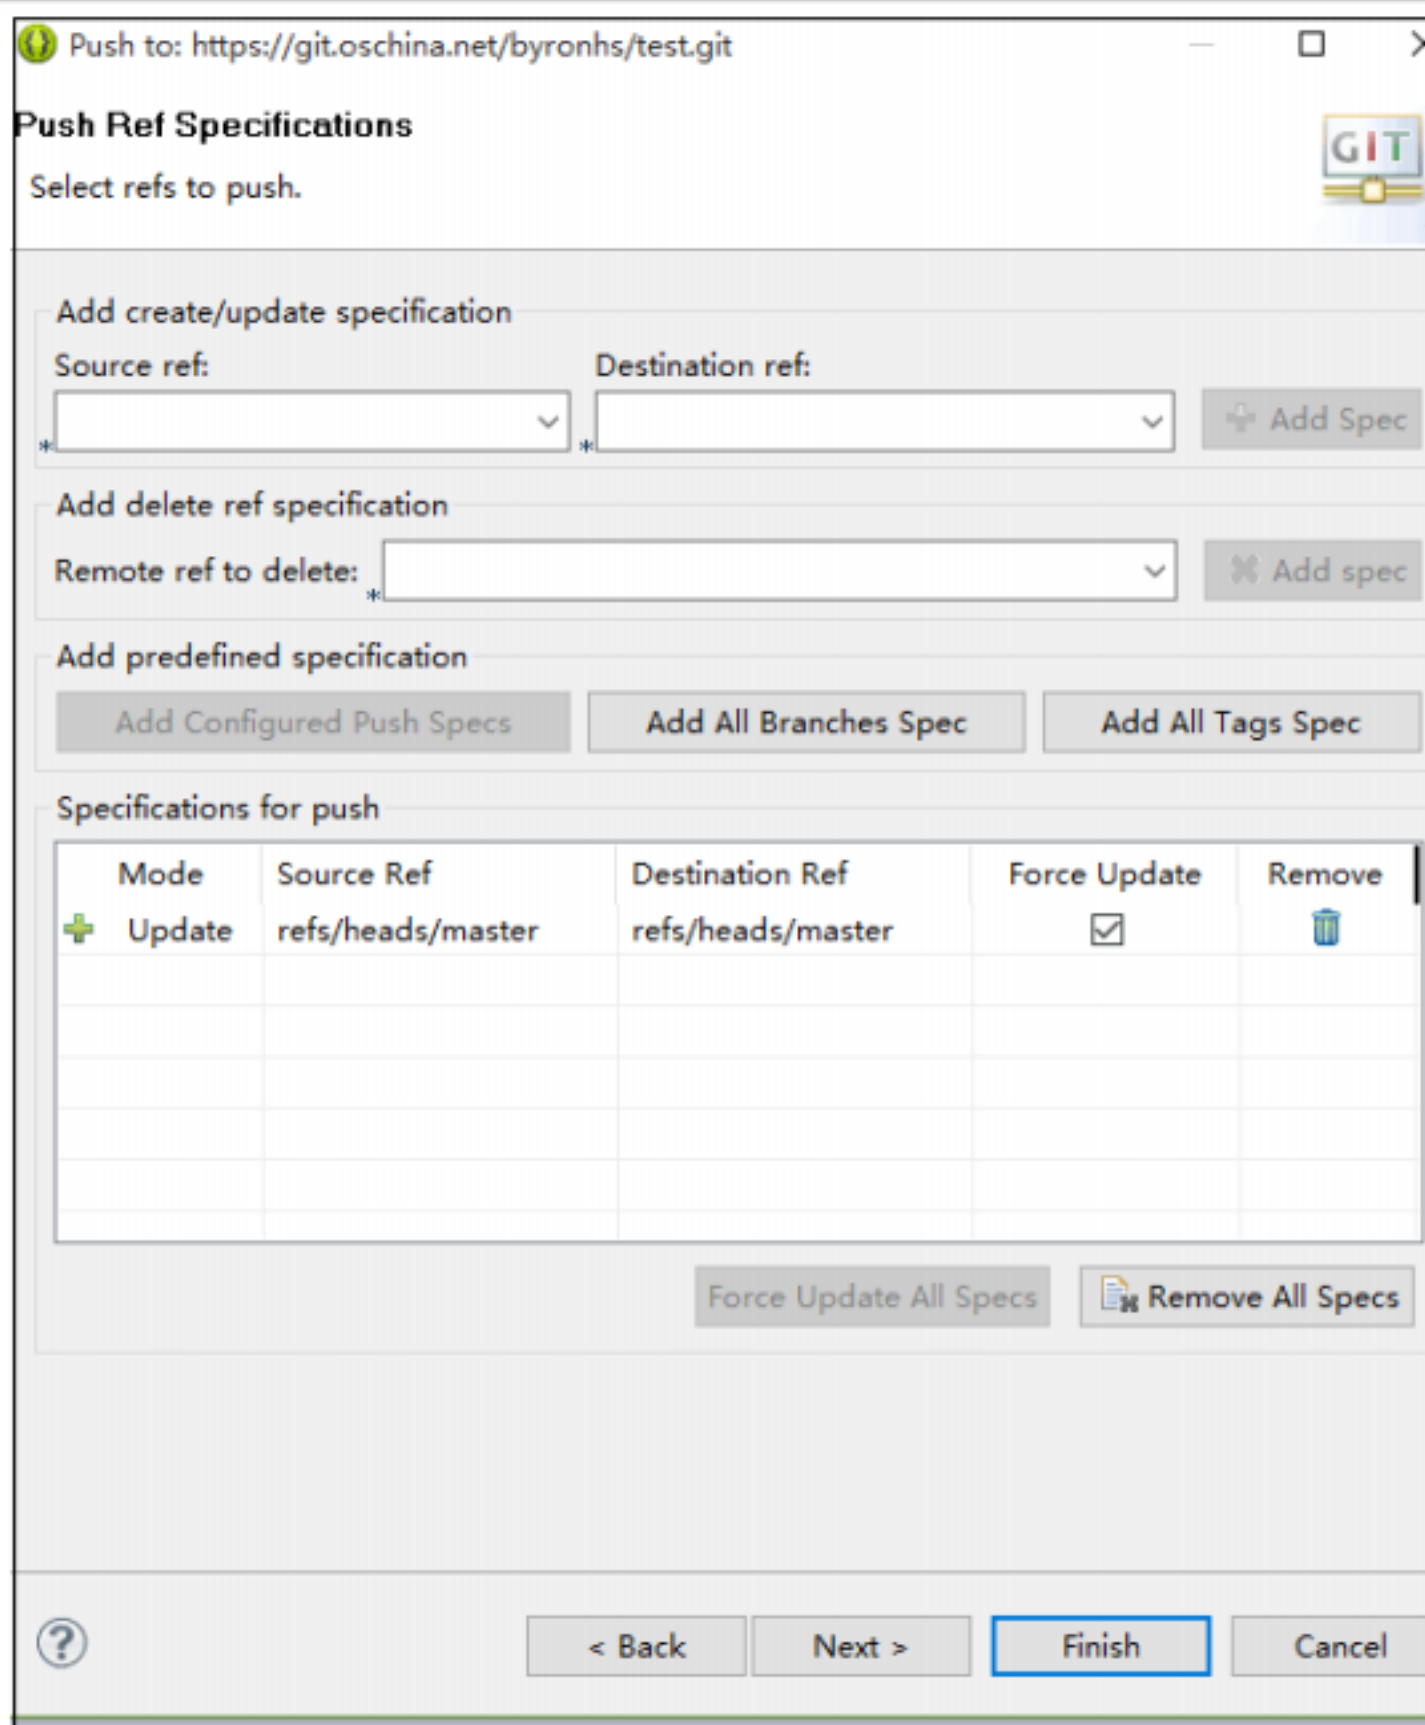 Push to: https://git.oschina.net/byronhs/test.git
Push Ref Specifications
GIT
Select refs to push.
Add create/update specification
Source ref: Destination ref:
* * Add Spec
Add delete ref specification
Remote ref to delete: * Add spec
Add predefined specification
Add Configured Push Specs Add All Branches Spec Add All Tags Spec
Specifications for push
Mode Source Ref Destination Ref Force Update Remove
Update refs/heads/master refs/heads/master
Force Update All Specs Remove All Specs
? < Back Next > Finish Cancel